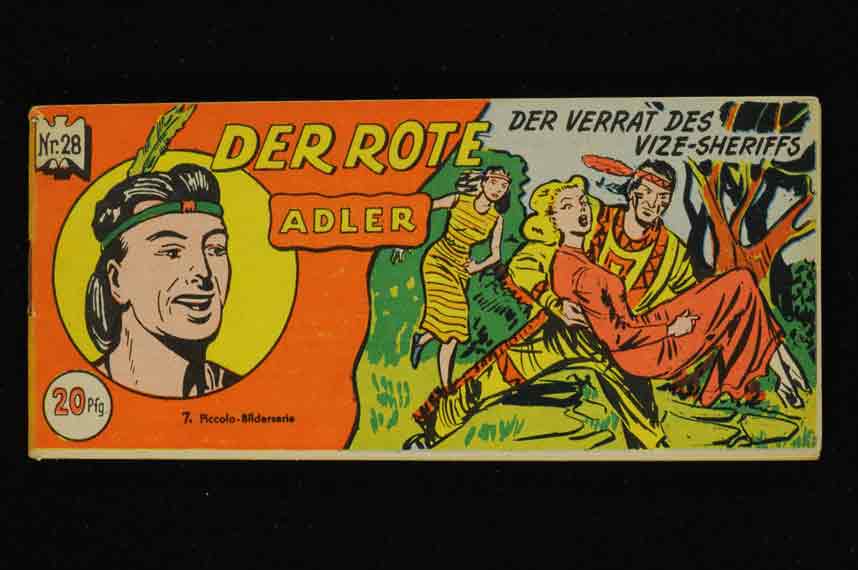 Nr. 28
DER ROTE
ADLER
DER VERRAT DES
VIZE-SHERIFFS
20 Pfg
7. Piccolo-Bilderserie
M